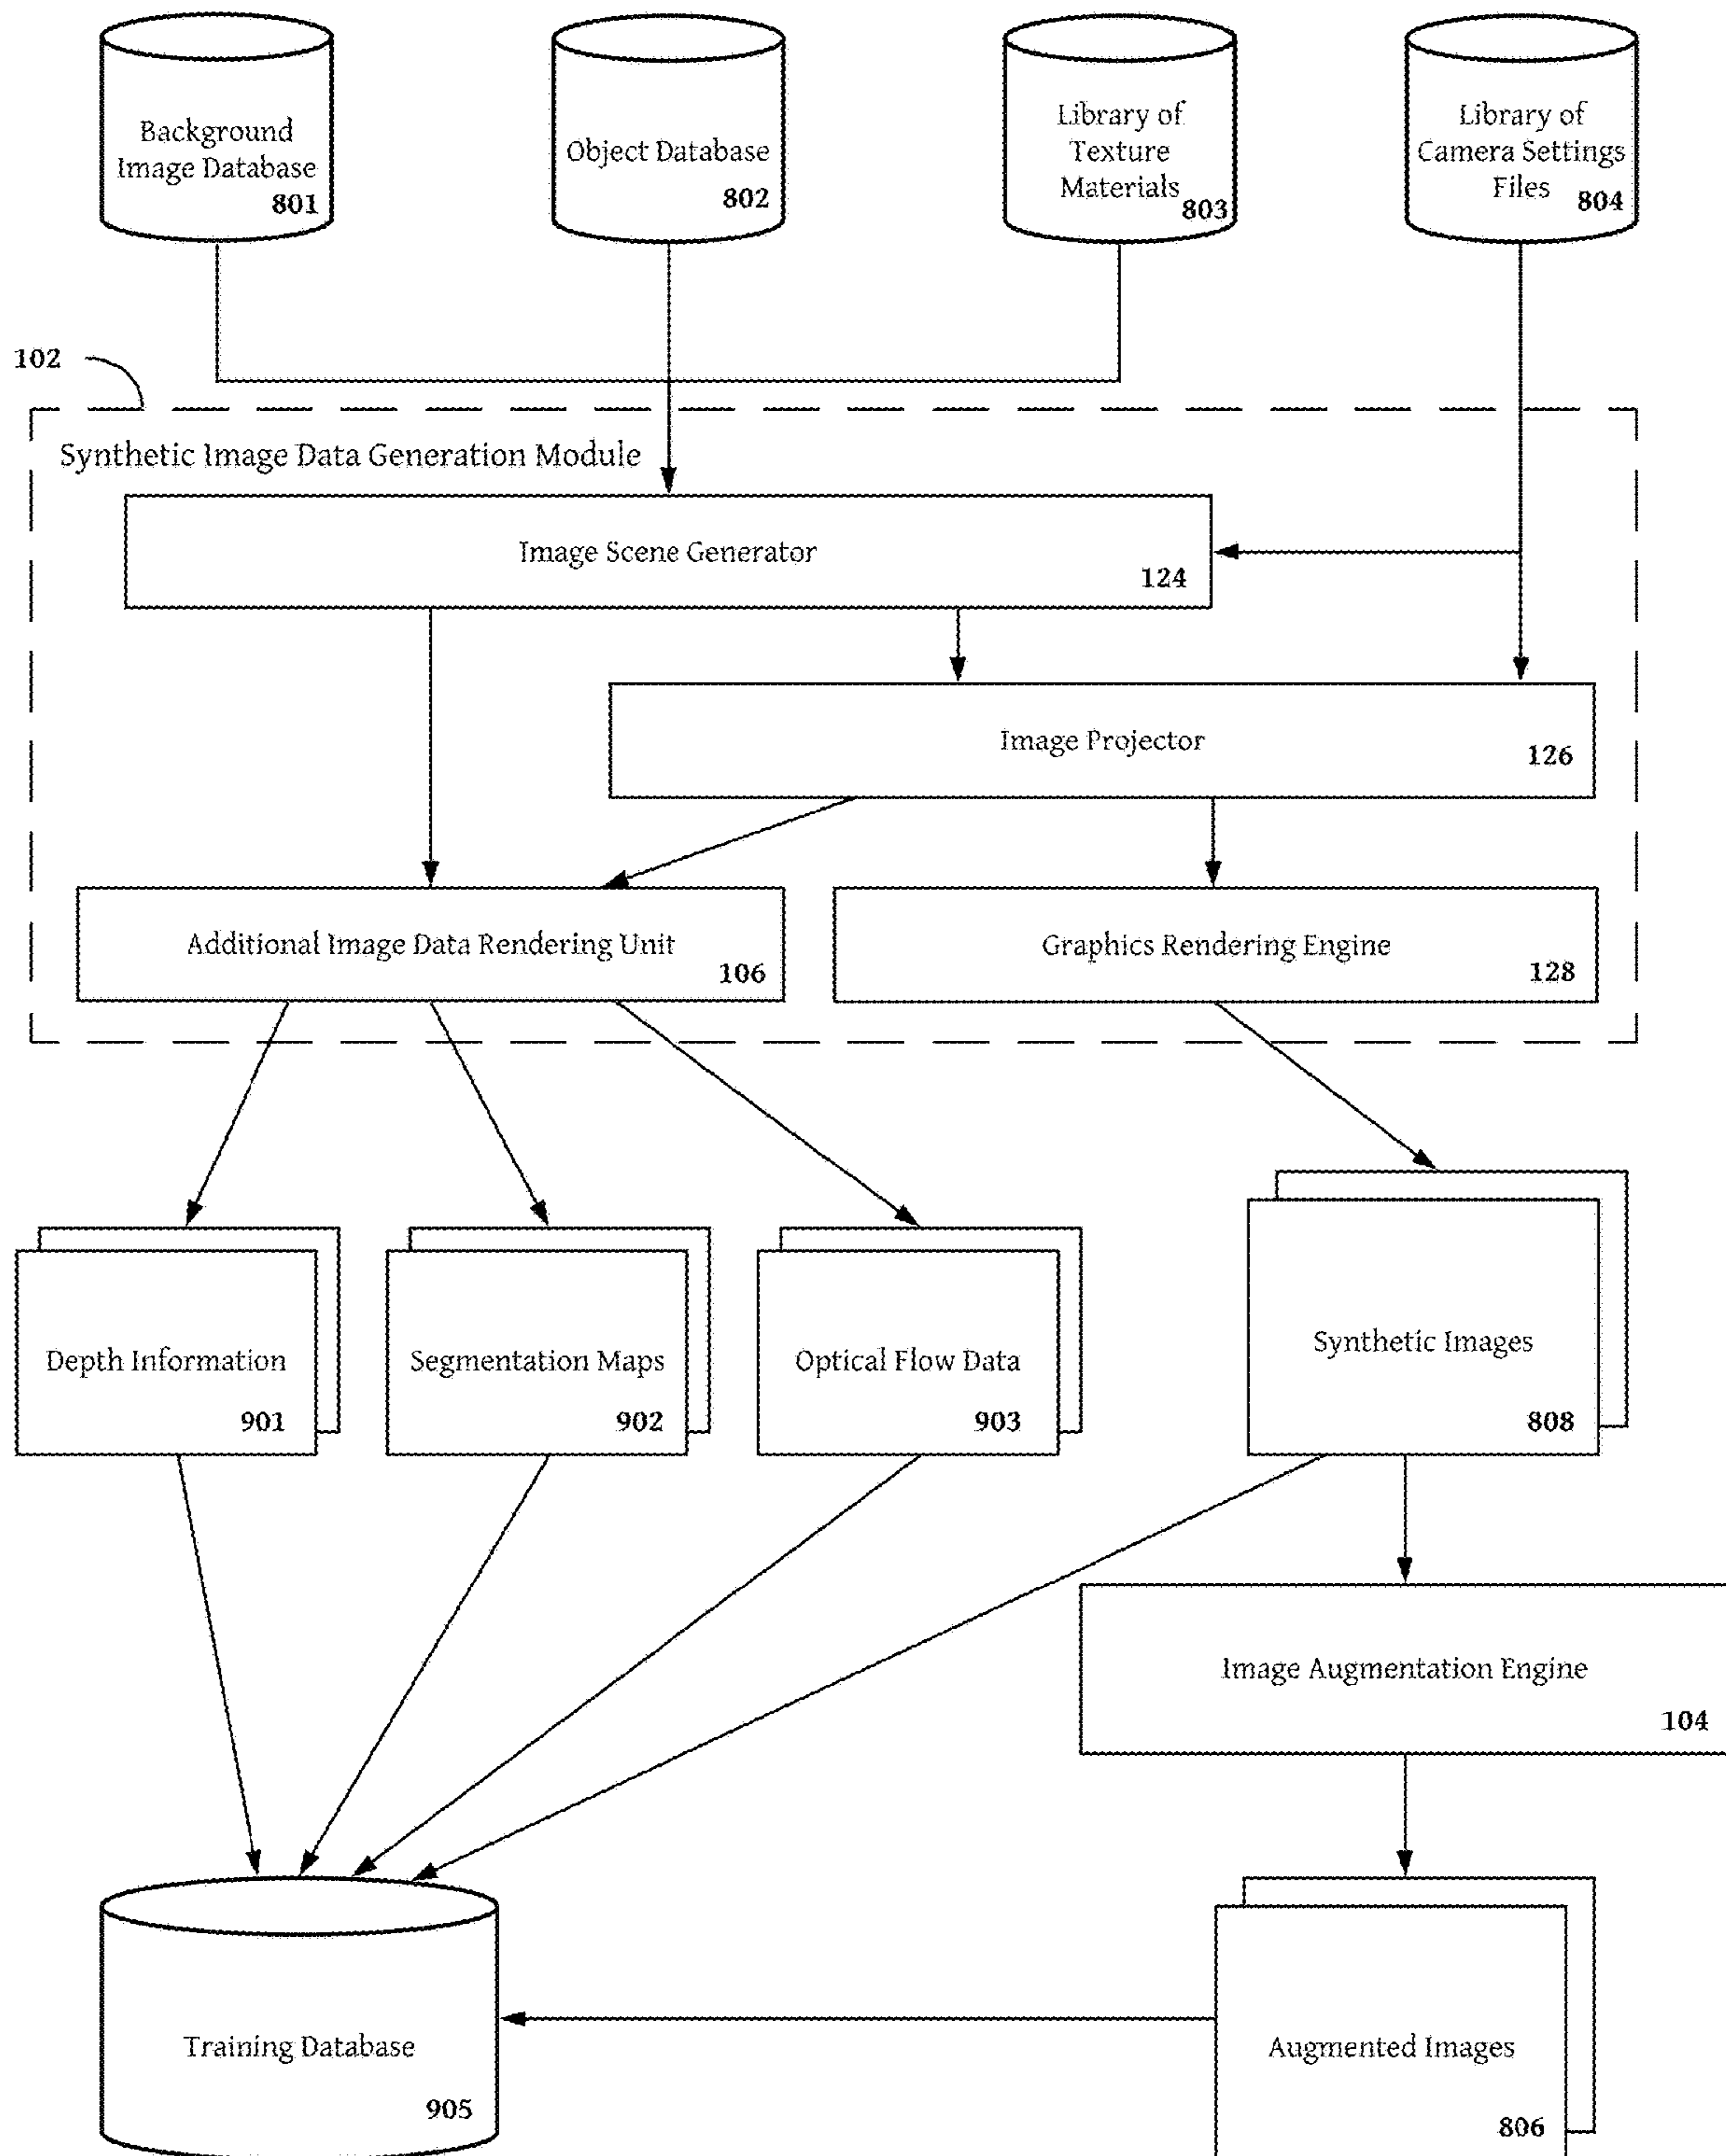 Background
Image Database
801
Object Database
802
Library of
Texture
Materials
803
Library of
Camera Settings
Files
804
102
Synthetic Image Data Generation Module
Image Scene Generator
124
Image Projector
126
Additional Image Data Rendering Unit
106
Graphics Rendering Engine
128
Depth Information
901
Segmentation Maps
902
Optical Flow Data
903
Synthetic Images
808
Image Augmentation Engine
104
Training Database
905
Augmented Images
806